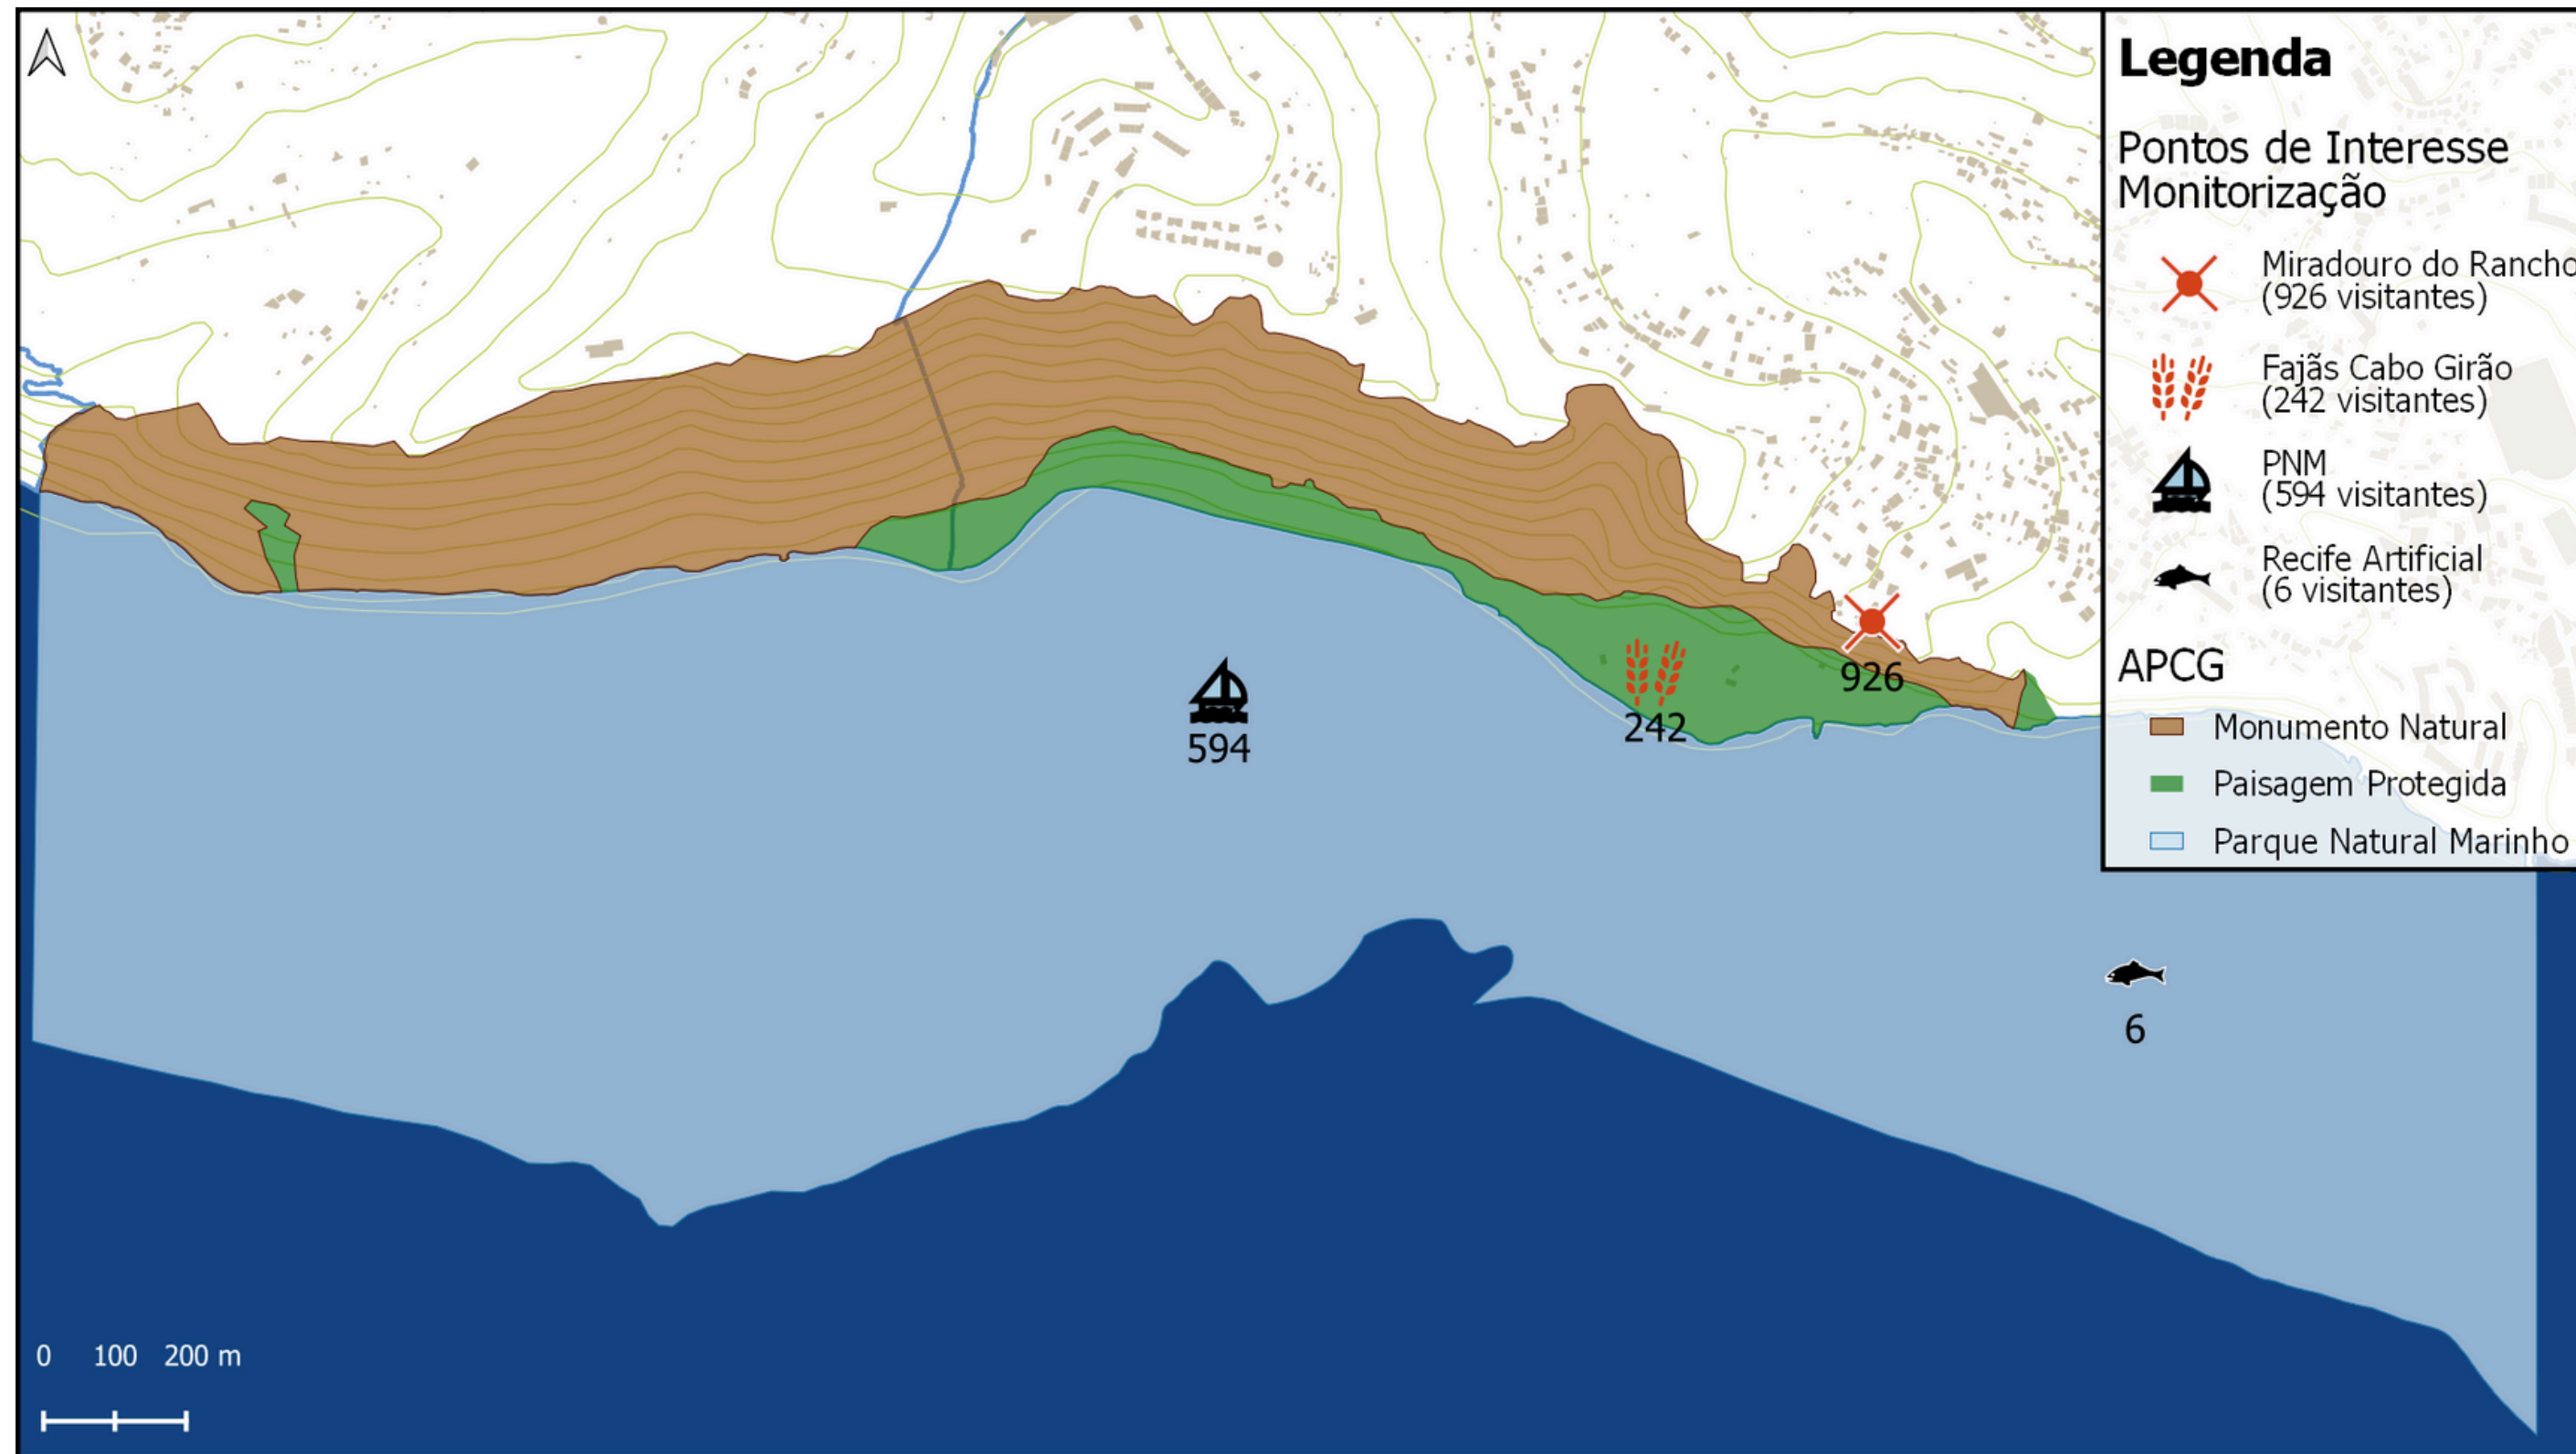 Legenda
Pontos de Interesse
Monitorização
Miradouro do Rancho
(926 visitantes)
Fajãs Cabo Girão
(242 visitantes)
PNM
(594 visitantes)
Recife Artificial
(6 visitantes)
APCG
Monumento Natural
Paisagem Protegida
Parque Natural Marinho
926
242
594
6
0 100 200 m